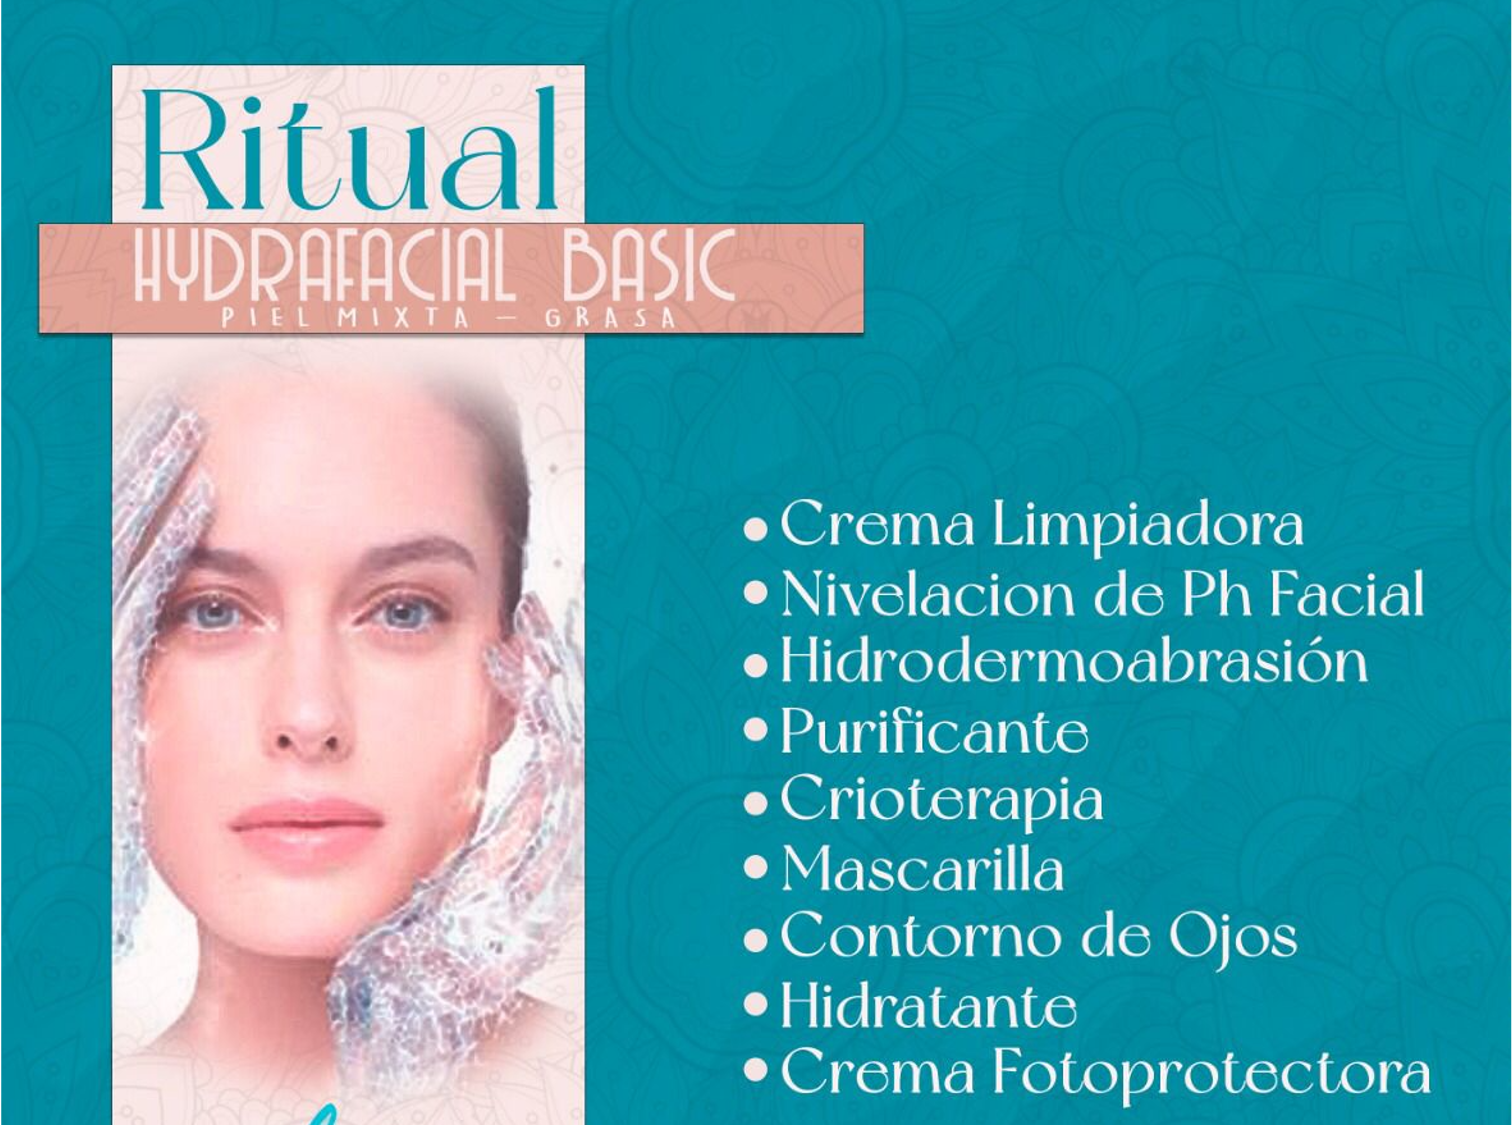 Ritual
HYDRAFACIAL BASIC
PIEL MIXTA – GRASA
• Crema Limpiadora
• Nivelacion de Ph Facial
• Hidrodermoabrasión
• Purificante
• Crioterapia
• Mascarilla
• Contorno de Ojos
• Hidratante
• Crema Fotoprotectora